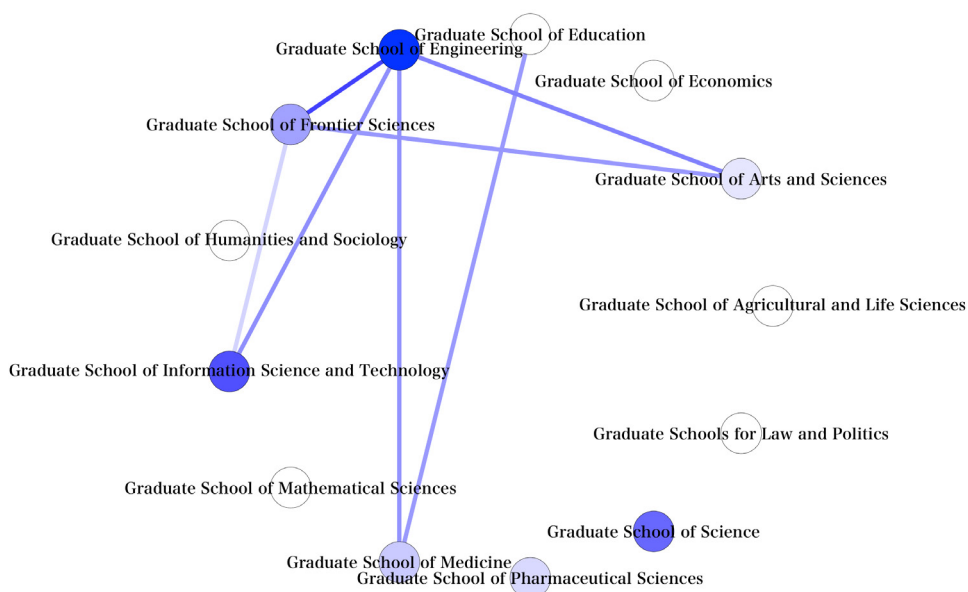 Graduate School of Education
Graduate School of Engineering
Graduate School of Economics
Graduate School of Frontier Sciences
Graduate School of Arts and Sciences
Graduate School of Humanities and Sociology
Graduate School of Agricultural and Life Sciences
Graduate School of Information Science and Technology
Graduate Schools for Law and Politics
Graduate School of Mathematical Sciences
Graduate School of Science
Graduate School of Medicine
Graduate School of Pharmaceutical Sciences